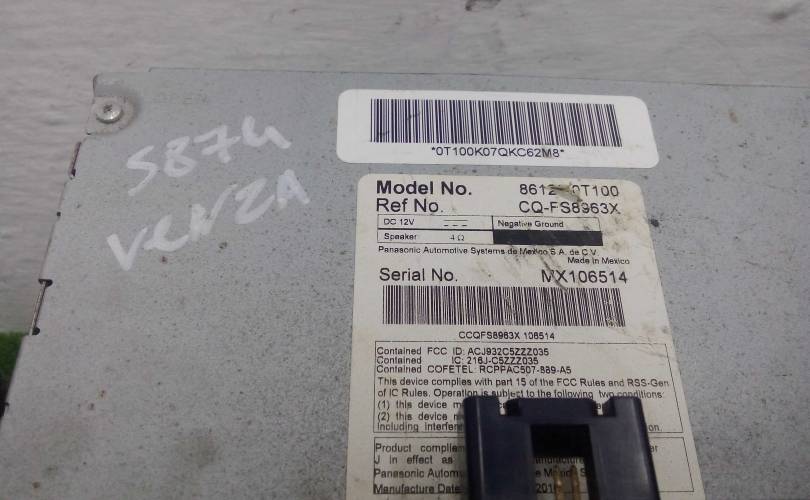 5874
VENZA
*0T100K07QKC62M8*
Model No. 8612 0T100
Ref No. CQ-FS8963X
DC 12V Negative Ground
Speaker 4Ω
Panasonic Automotive Systems de Mexico S.A. de C.V.
Made in Mexico
Serial No. MX106514
CCQFS8963X 106514
Contained FCC ID: ACJ932C5ZZZ035
Contained IC: 216J-C5ZZZ035
Contained COFETEL: RCPPAC507-889-A5
This device complies with part 15 of the FCC Rules and RSS-Gen
of IC Rules. Operation is subject to the following two conditions:
(1) this device
(2) this device
including
Product
J in effect as
Panasonic
Manufacture